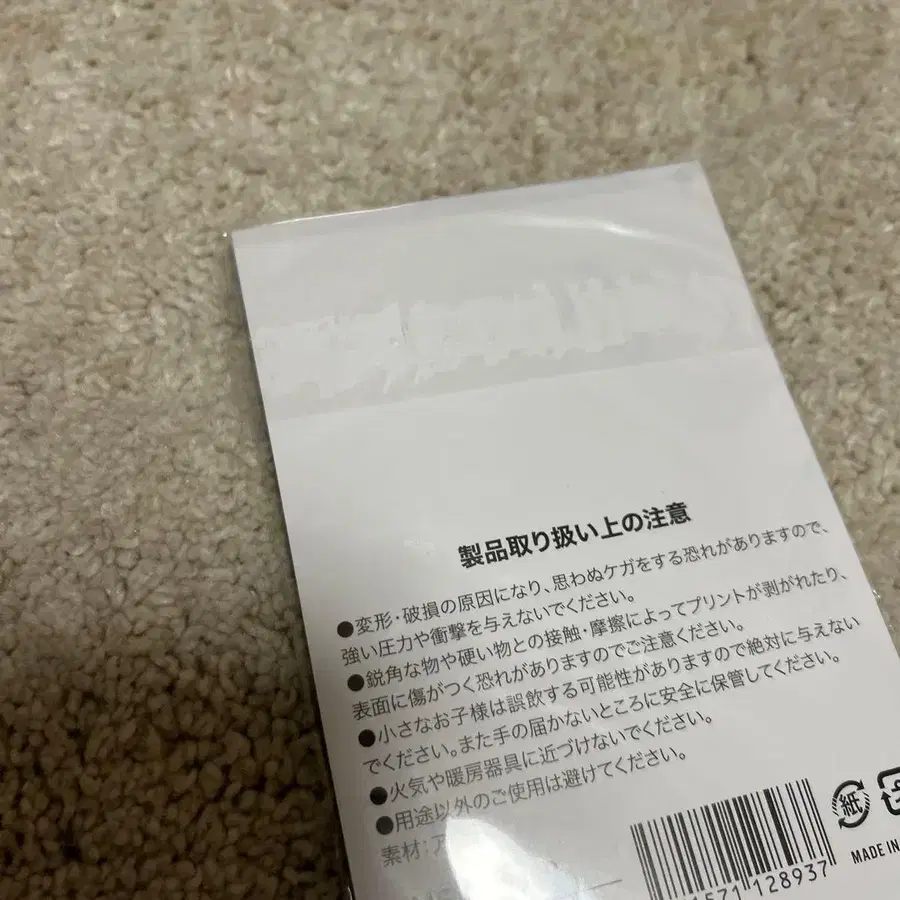 製品取り扱い上の注意
●変形・破損の原因になり、思わぬケガをする恐れがありますので、
強い圧力や衝撃を与えないでください。
●鋭角な物や硬い物との接触・摩擦によってプリントが剥がれたり、
表面に傷がつく恐れがありますのでご注意ください。
●小さなお子様は誤飲する可能性がありますので絶対に与えない
でください。また手の届かないところに安全に保管してください。
●火気や暖房器具に近づけないでください。
●用途以外のご使用は避けてください。
素材：ア
紙
1571 128937
MADE IN